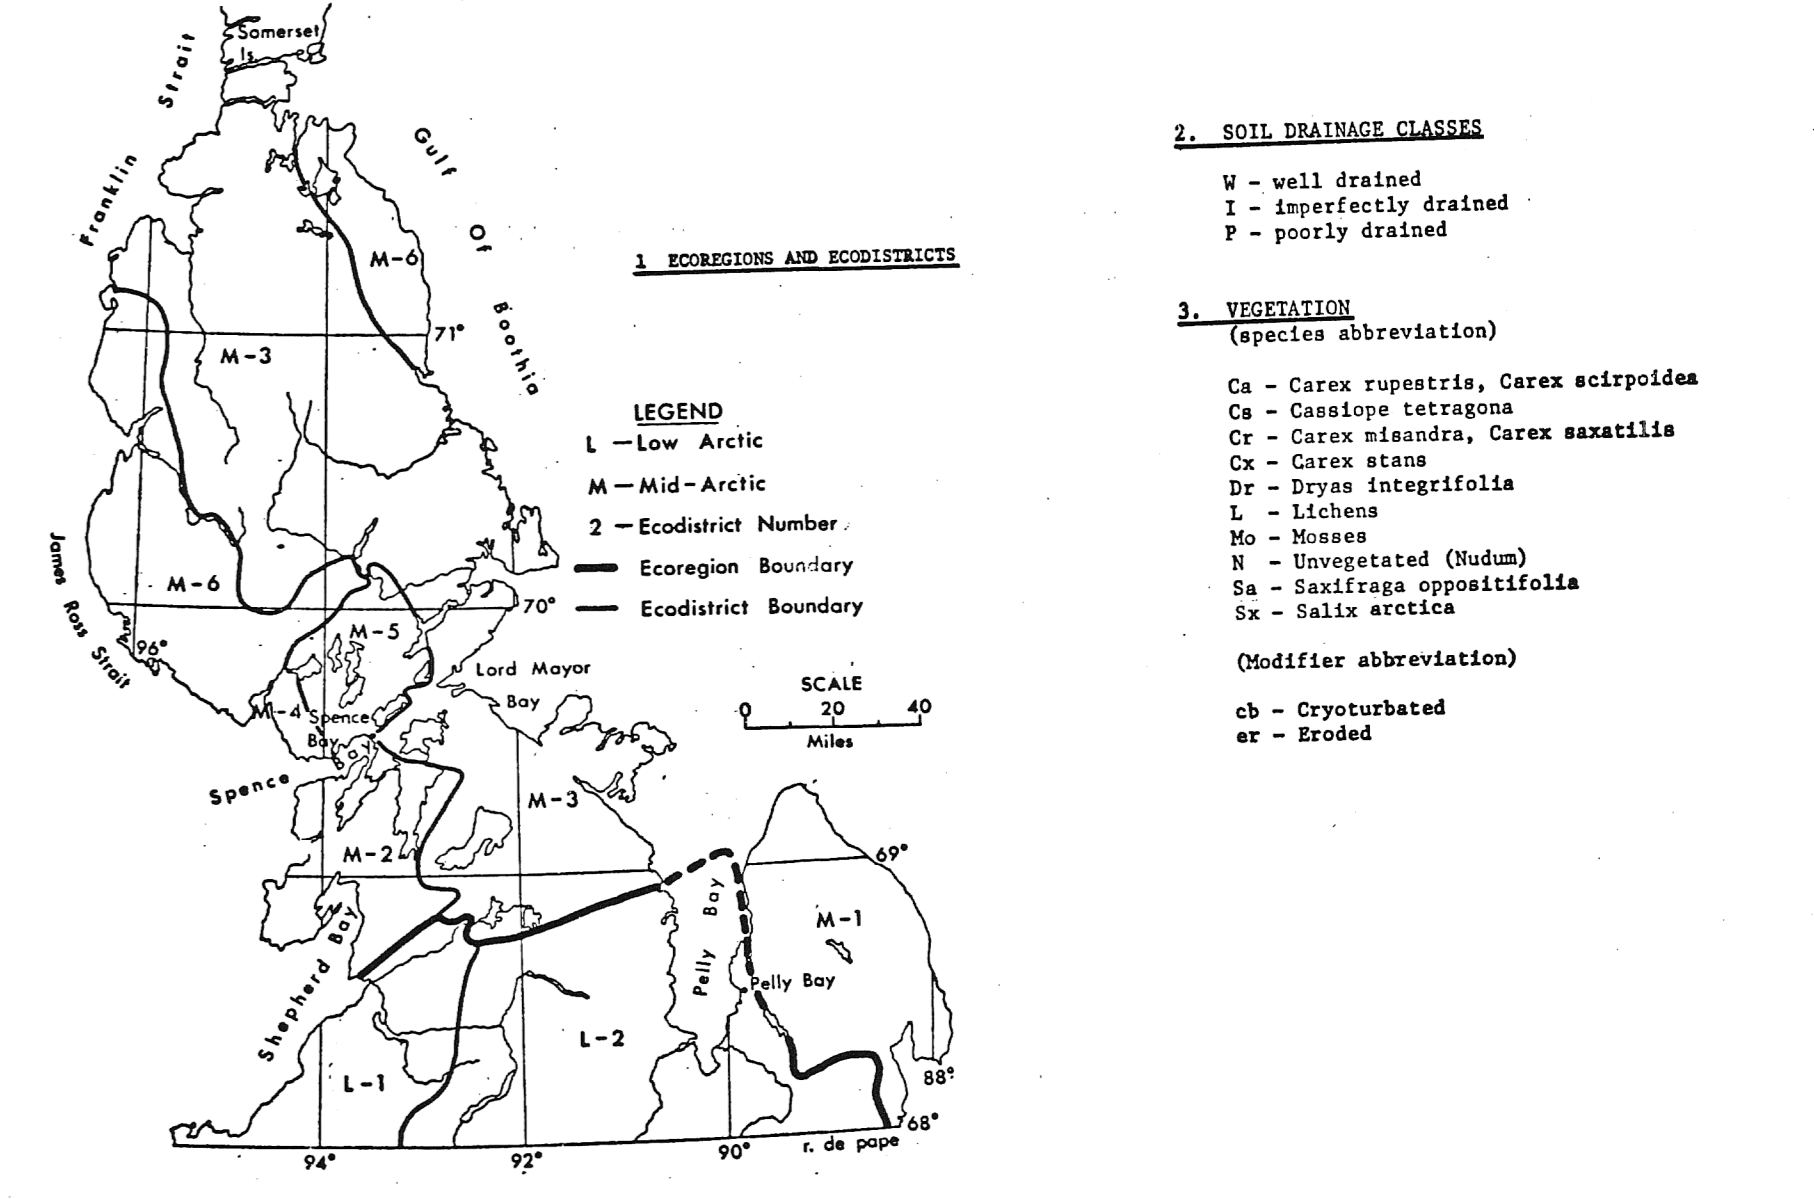 Somerset
Is.
Franklin Strait
Gulf Of Boothia
M-6
71°
M-3
1 ECOREGIONS AND ECODISTRICTS
LEGEND
L — Low Arctic
M — Mid-Arctic
2 — Ecodistrict Number
Ecoregion Boundary
Ecodistrict Boundary
M-6
70°
James Ross Strait
96°
M-5
Lord Mayor
Bay
M-4
Spence
Bay
Spence Bay
SCALE
0 20 40
Miles
M-3
M-2
69°
Pelly Bay
M-1
Pelly Bay
Shepherd Bay
L-2
L-1
88°
68°
94°
92°
90°
r. de pape
2. SOIL DRAINAGE CLASSES
W - well drained
I - imperfectly drained
P - poorly drained
3. VEGETATION
(species abbreviation)
Ca - Carex rupestris, Carex scirpoidea
Cs - Cassiope tetragona
Cr - Carex misandra, Carex saxatilis
Cx - Carex stans
Dr - Dryas integrifolia
L - Lichens
Mo - Mosses
N - Unvegetated (Nudum)
Sa - Saxifraga oppositifolia
Sx - Salix arctica
(Modifier abbreviation)
cb - Cryoturbated
er - Eroded